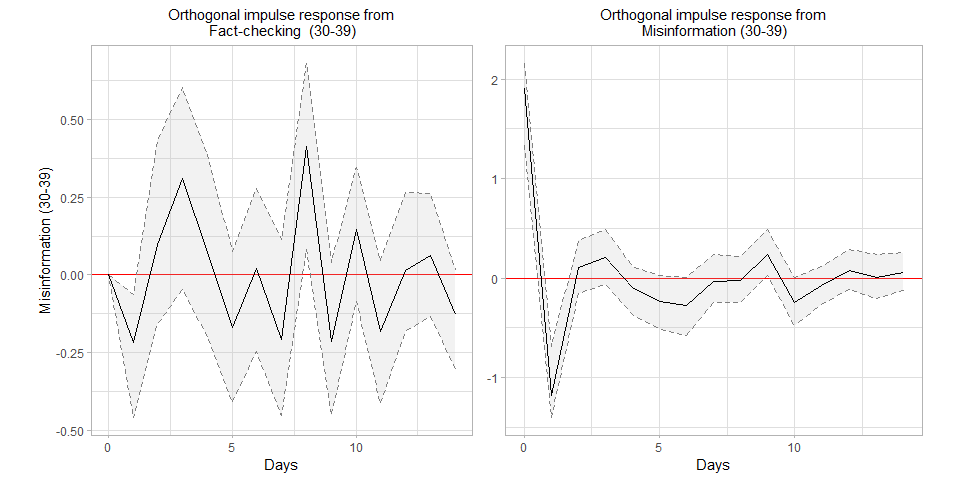 Orthogonal impulse response from
Fact-checking  (30-39)
Misinformation (30-39)
0.50
0.25
0.00
-0.25
-0.50
0
5
10
Days
Orthogonal impulse response from
Misinformation (30-39)
2
1
0
-1
0
5
10
Days